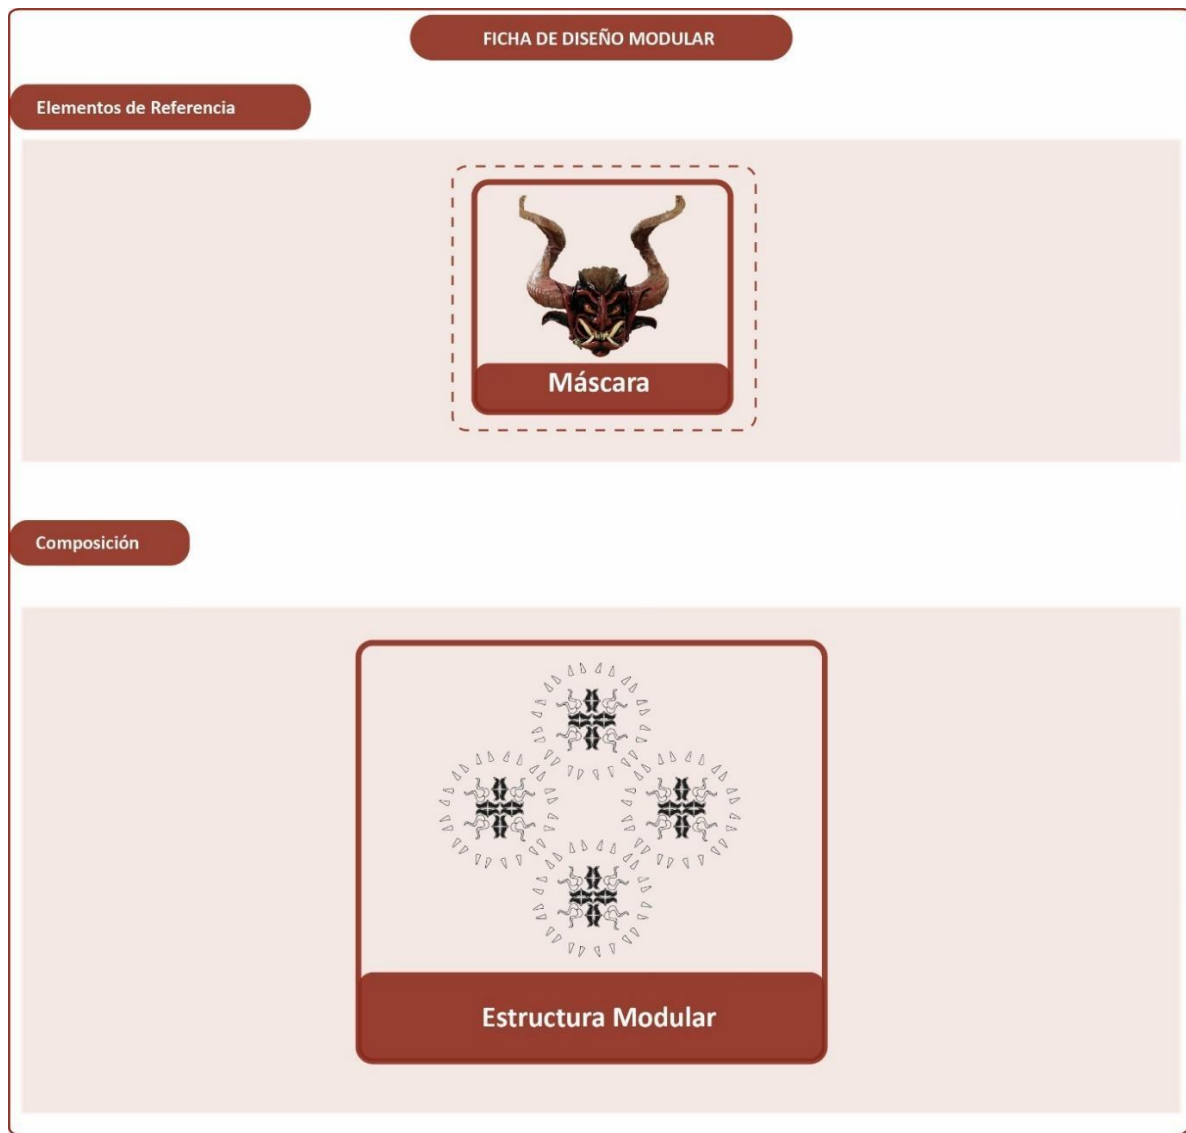 FICHA DE DISEÑO MODULAR
Elementos de Referencia
Máscara
Composición
Estructura Modular